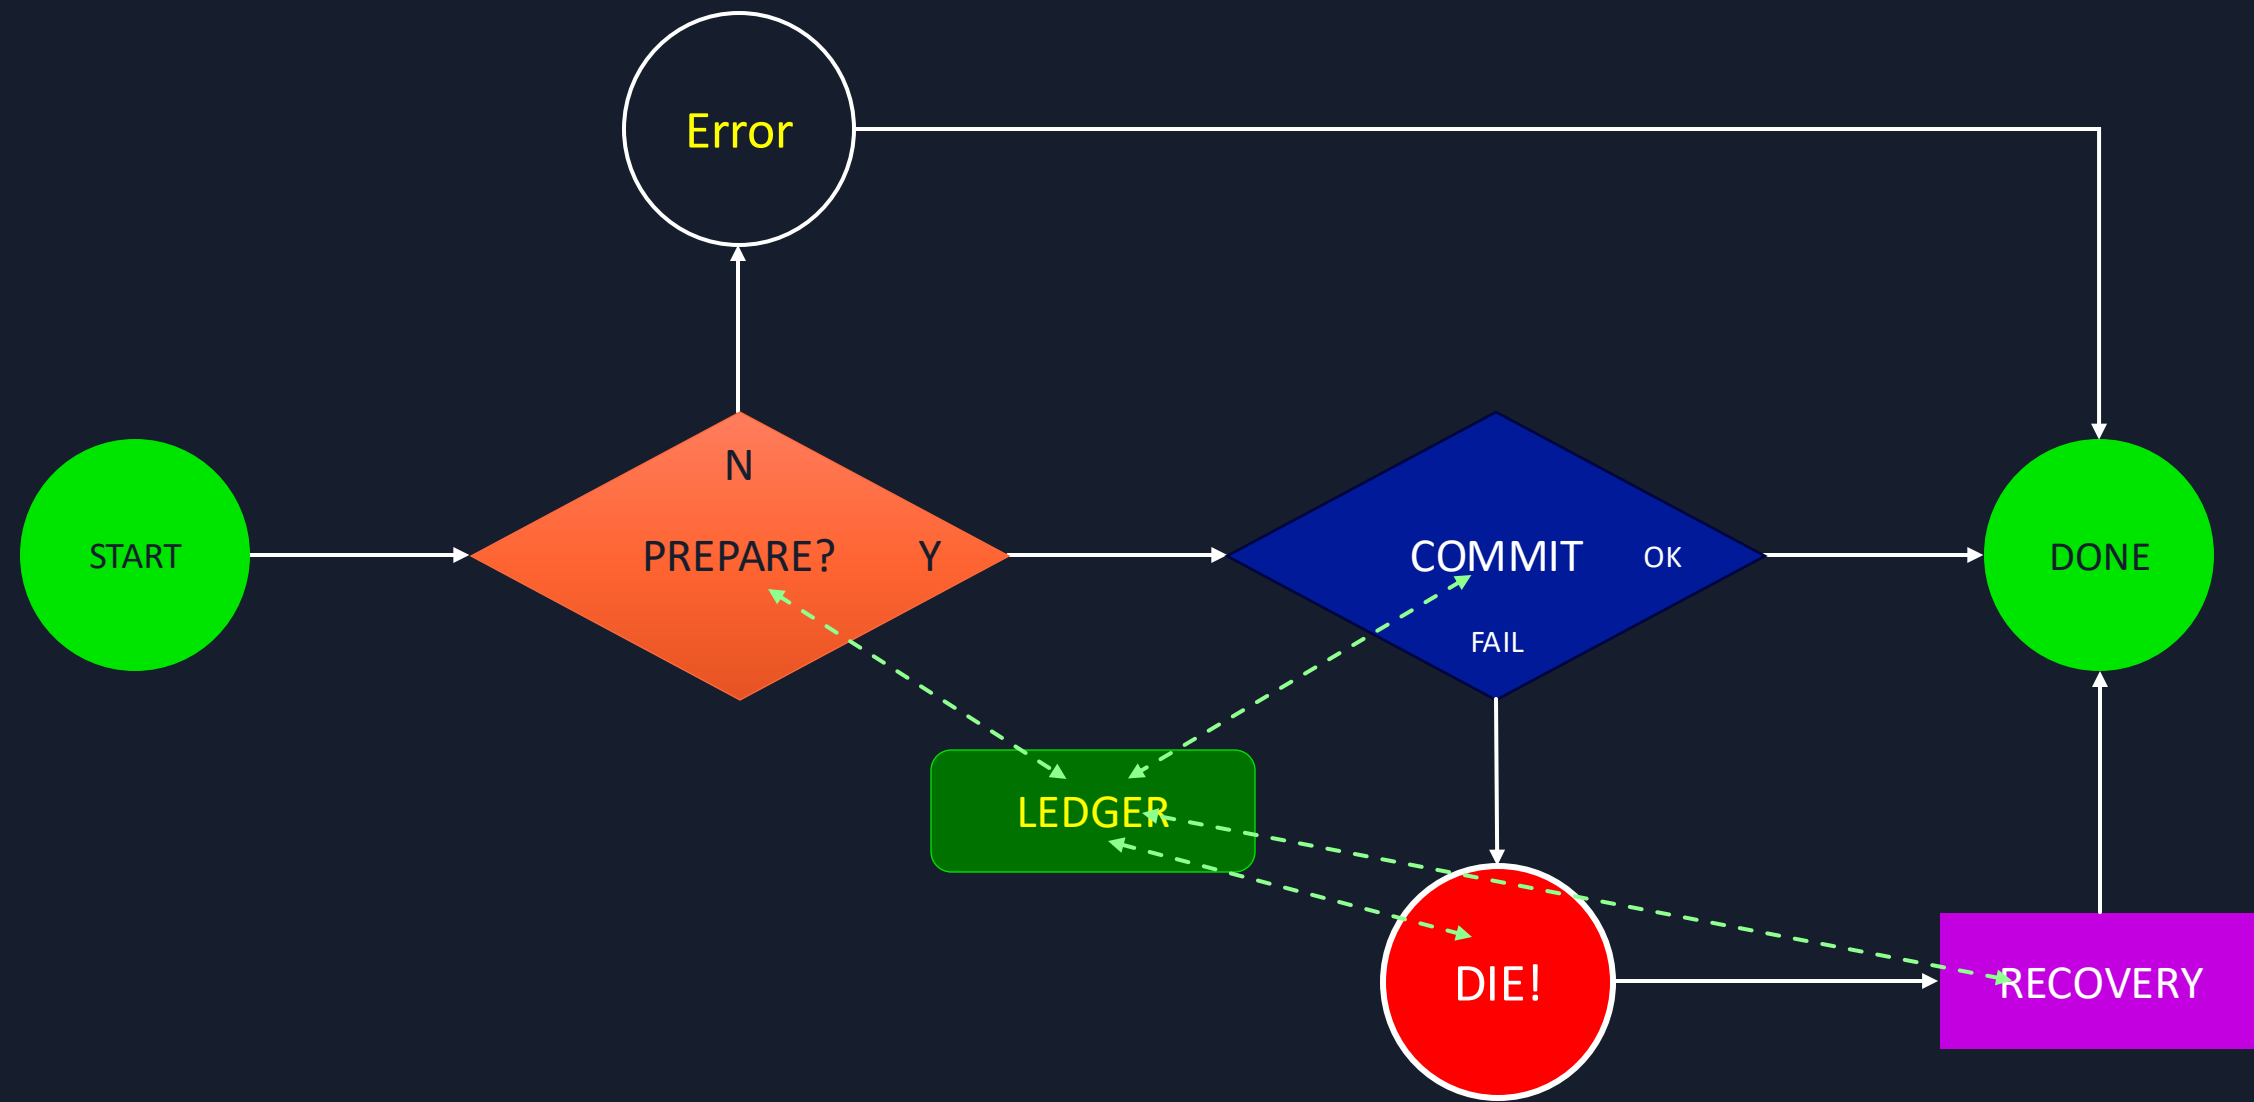 Error
N
START
PREPARE?
Y
COMMIT
OK
DONE
FAIL
LEDGER
DIE!
RECOVERY